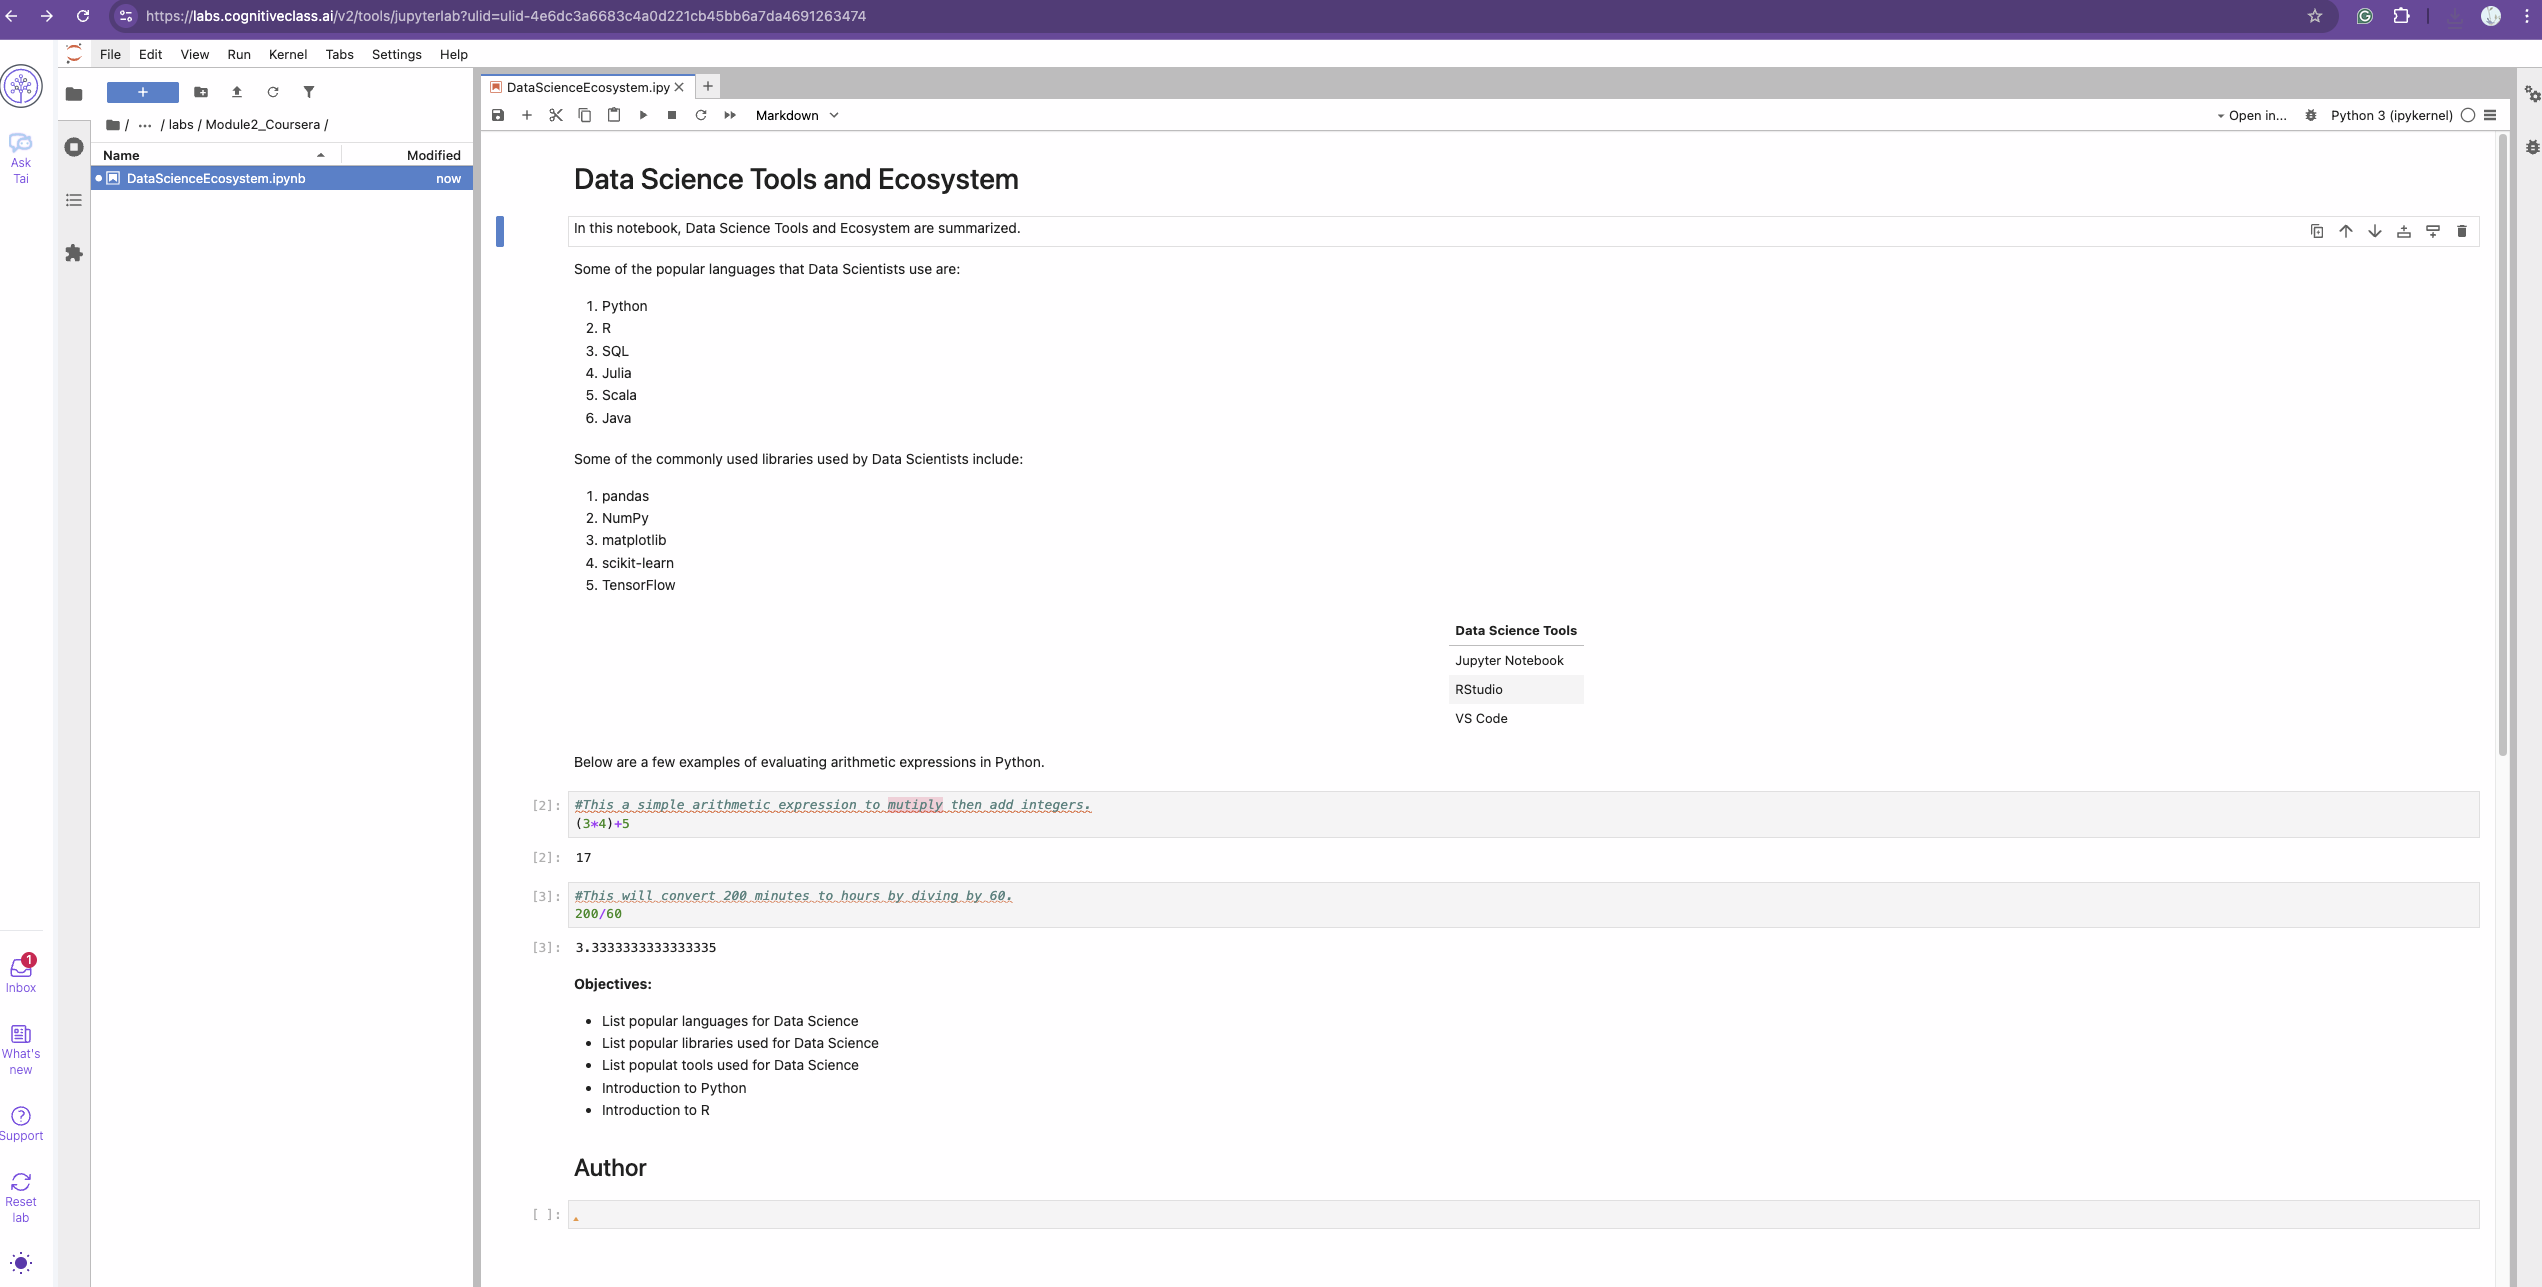 https://labs.cognitiveclass.ai/v2/tools/jupyterlab?ulid=ulid-4e6dc3a6683c4a0d221cb45bb6a7da4691263474
File Edit View Run Kernel Tabs Settings Help
Ask
Tai
/ ... / labs / Module2_Coursera /
Name Modified
DataScienceEcosystem.ipynb now
Inbox
1
What's
new
Support
Reset
lab
DataScienceEcosystem.ipy
Markdown
Open in...
Python 3 (ipykernel)
Data Science Tools and Ecosystem
In this notebook, Data Science Tools and Ecosystem are summarized.
Some of the popular languages that Data Scientists use are:
1. Python
2. R
3. SQL
4. Julia
5. Scala
6. Java
Some of the commonly used libraries used by Data Scientists include:
1. pandas
2. NumPy
3. matplotlib
4. scikit-learn
5. TensorFlow
Data Science Tools
Jupyter Notebook
RStudio
VS Code
Below are a few examples of evaluating arithmetic expressions in Python.
[2]: #This a simple arithmetic expression to mutiply then add integers.
(3*4)+5
[2]: 17
[3]: #This will convert 200 minutes to hours by diving by 60.
200/60
[3]: 3.3333333333333335
Objectives:
• List popular languages for Data Science
• List popular libraries used for Data Science
• List populat tools used for Data Science
• Introduction to Python
• Introduction to R
Author
[ ]: .